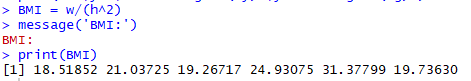 > BMI = w/(h^2)
> message('BMI:')
BMI:
> print(BMI)
[1] 18.51852 21.03725 19.26717 24.93075 31.37799 19.73630